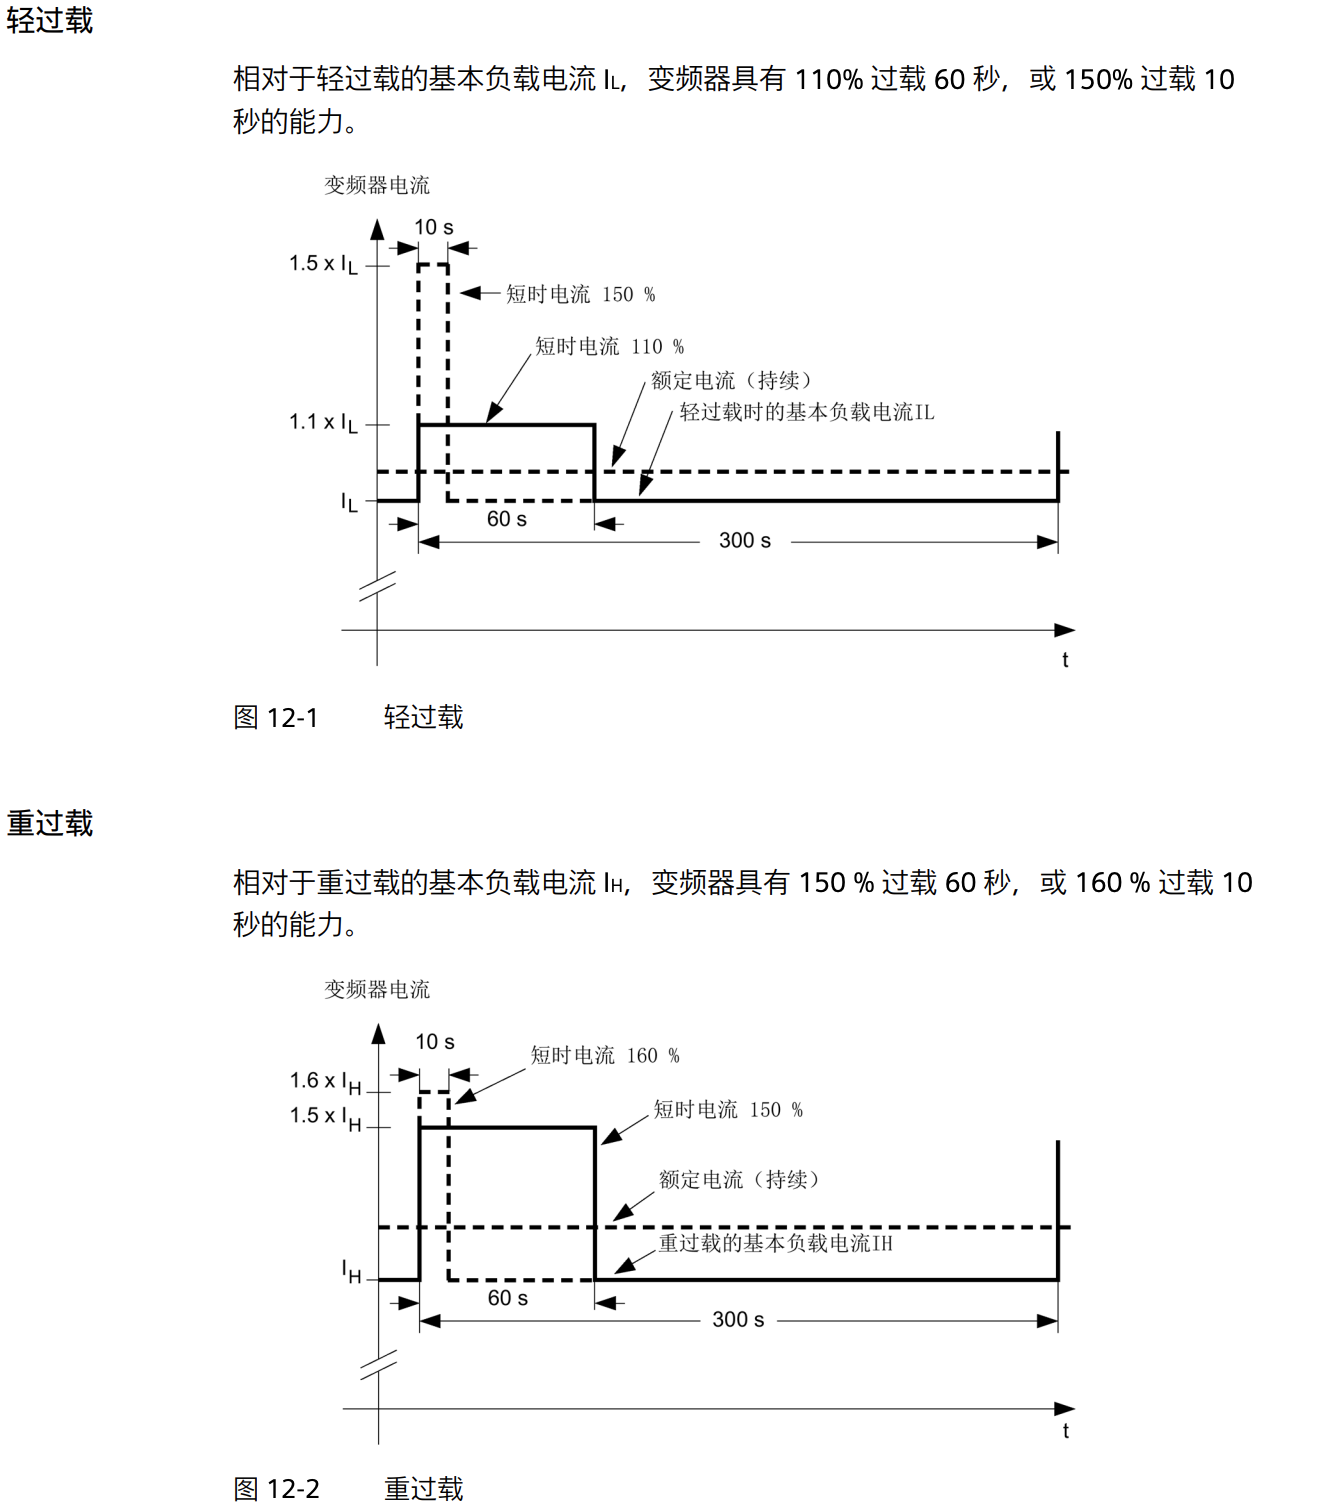 轻过载
相对于轻过载的基本负载电流 IL，变频器具有 110% 过载 60 秒，或 150% 过载 10
秒的能力。
变频器电流
10 s
1.5 x IL
短时电流 150 %
短时电流 110 %
额定电流（持续）
轻过载时的基本负载电流IL
1.1 x IL
IL
60 s
300 s
t
图 12-1 轻过载
重过载
相对于重过载的基本负载电流 IH，变频器具有 150 % 过载 60 秒，或 160 % 过载 10
秒的能力。
变频器电流
10 s
短时电流 160 %
1.6 x IH
1.5 x IH
短时电流 150 %
额定电流（持续）
重过载的基本负载电流IH
IH
60 s
300 s
t
图 12-2 重过载